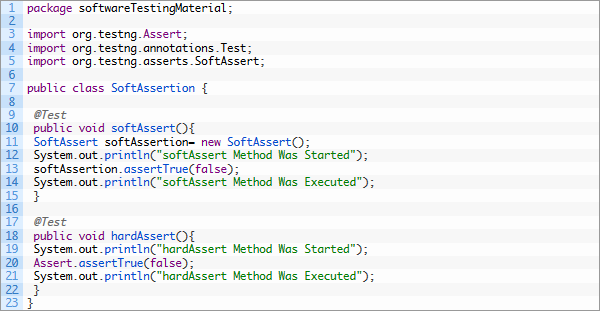 1 package softwareTestingMaterial;
2
3 import org.testng.Assert;
4 import org.testng.annotations.Test;
5 import org.testng.asserts.SoftAssert;
6
7 public class SoftAssertion {
8
9 @Test
10 public void softAssert(){
11 SoftAssert softAssertion= new SoftAssert();
12 System.out.println("softAssert Method Was Started");
13 softAssertion.assertTrue(false);
14 System.out.println("softAssert Method Was Executed");
15 }
16
17 @Test
18 public void hardAssert(){
19 System.out.println("hardAssert Method Was Started");
20 Assert.assertTrue(false);
21 System.out.println("hardAssert Method Was Executed");
22 }
23 }